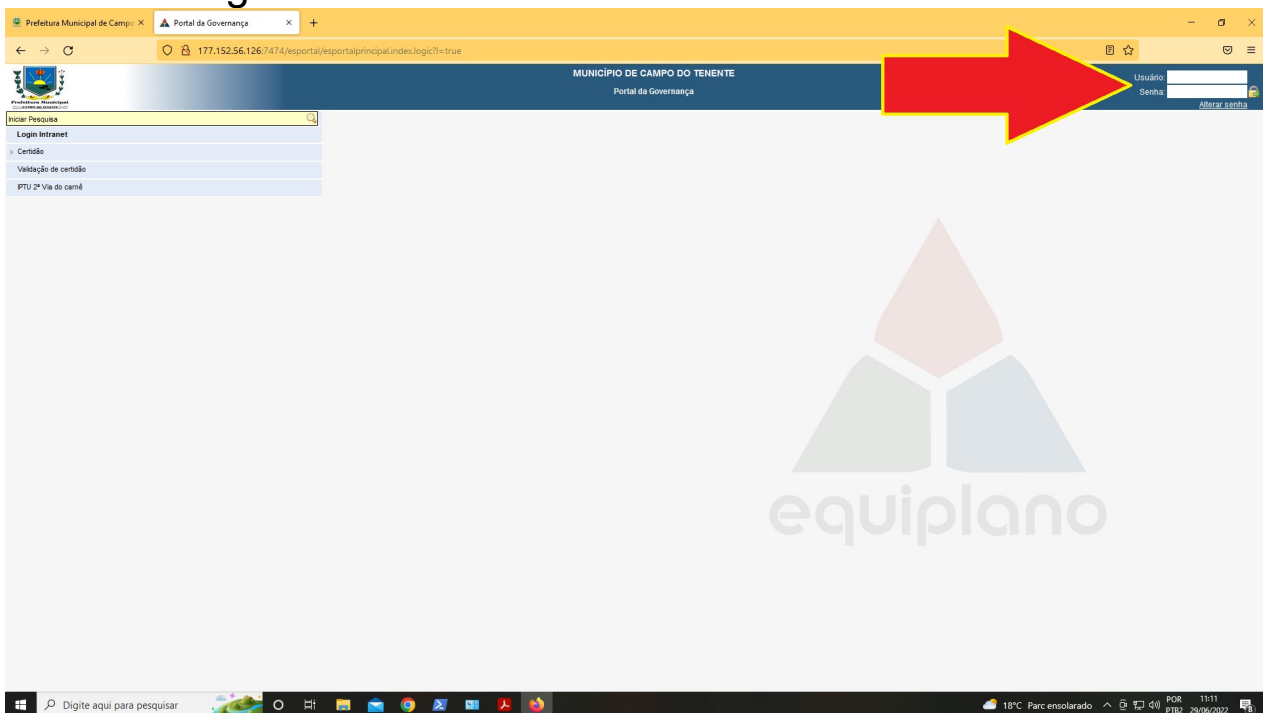 Prefeitura Municipal de Campo
Portal da Governança
177.152.56.126:7474/esportal/esportalprincipal.index.logic?l=true
MUNICÍPIO DE CAMPO DO TENENTE
Portal da Governança
Usuário:
Senha:
Alterar senha
Prefeitura Municipal
Iniciar Pesquisa
Login Intranet
Certidão
Validação de certidão
IPTU 2ª Via do carnê
equiplano
Digite aqui para pesquisar
18°C Parc ensolarado
POR
PTB2
11:11
29/06/2022